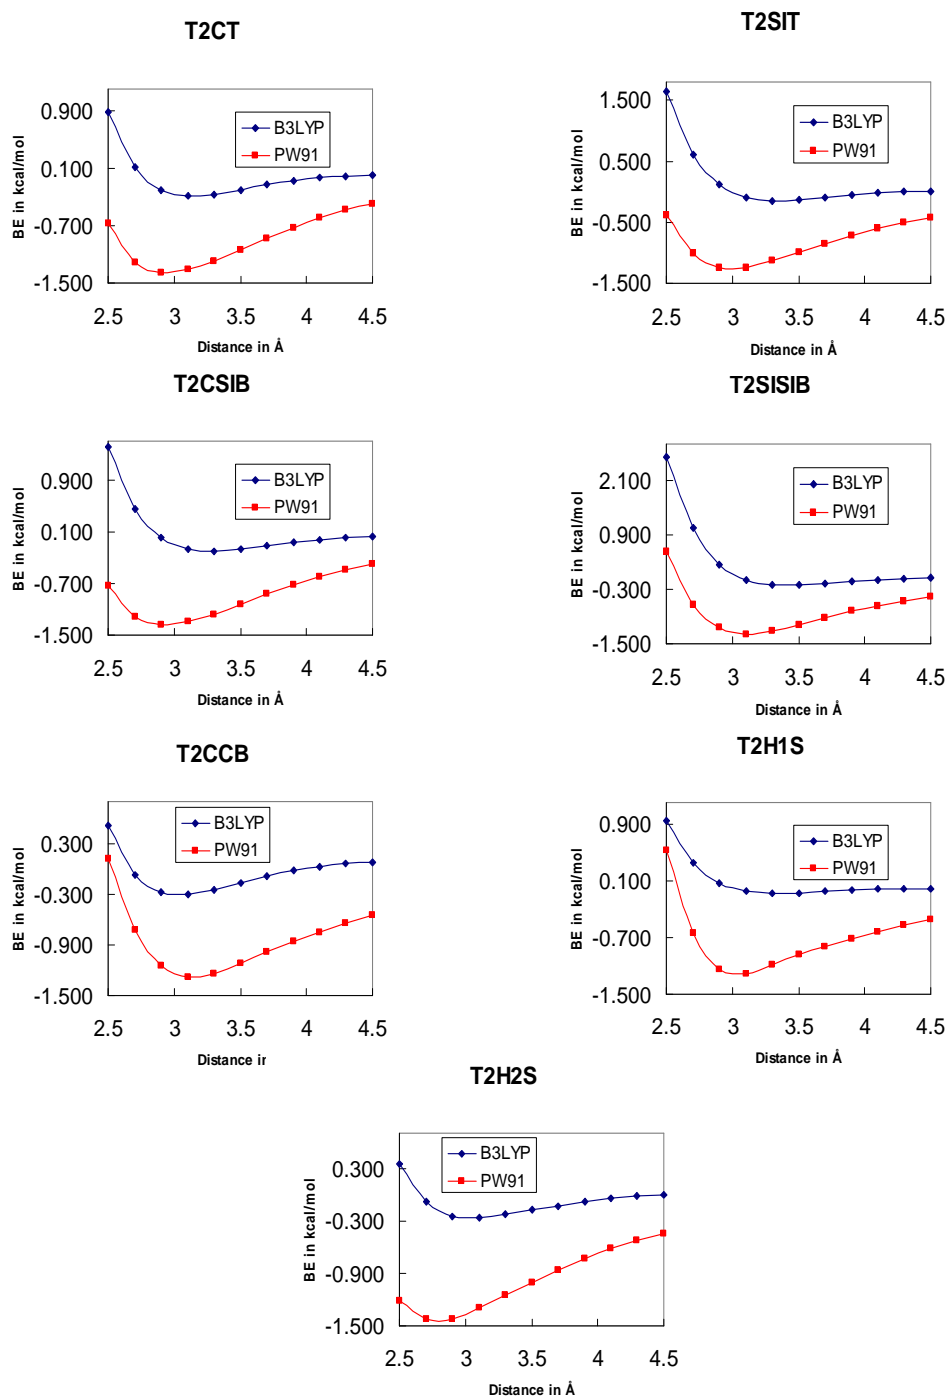 T2CT
BE in kcal/mol
0.900
0.100
-0.700
-1.500
B3LYP
PW91
2.5 3 3.5 4 4.5
Distance in Å
T2SIT
BE in kcal/mol
1.500
0.500
-0.500
-1.500
B3LYP
PW91
2.5 3 3.5 4 4.5
Distance in Å
T2CSIB
BE in kcal/mol
0.900
0.100
-0.700
-1.500
B3LYP
PW91
2.5 3 3.5 4 4.5
Distance in Å
T2SISIB
BE in kcal/mol
2.100
0.900
-0.300
-1.500
B3LYP
PW91
2.5 3 3.5 4 4.5
Distance in Å
T2CCB
BE in kcal/mol
0.300
-0.300
-0.900
-1.500
B3LYP
PW91
2.5 3 3.5 4 4.5
Distance in
T2H1S
BE in kcal/mol
0.900
0.100
-0.700
-1.500
B3LYP
PW91
2.5 3 3.5 4 4.5
Distance in Å
T2H2S
BE in kcal/mol
0.300
-0.300
-0.900
-1.500
B3LYP
PW91
2.5 3 3.5 4 4.5
Distance in Å